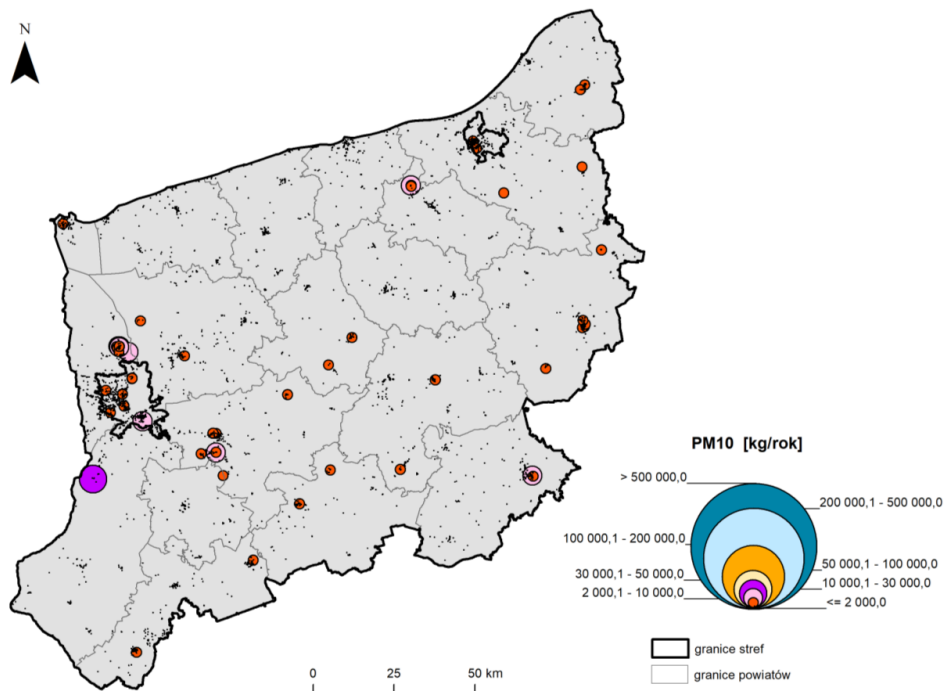 N
PM10 [kg/rok]
> 500 000,0
200 000,1 - 500 000,0
100 000,1 - 200 000,0
50 000,1 - 100 000,0
30 000,1 - 50 000,0
10 000,1 - 30 000,0
2 000,1 - 10 000,0
<= 2 000,0
granice stref
granice powiatów
0 25 50 km